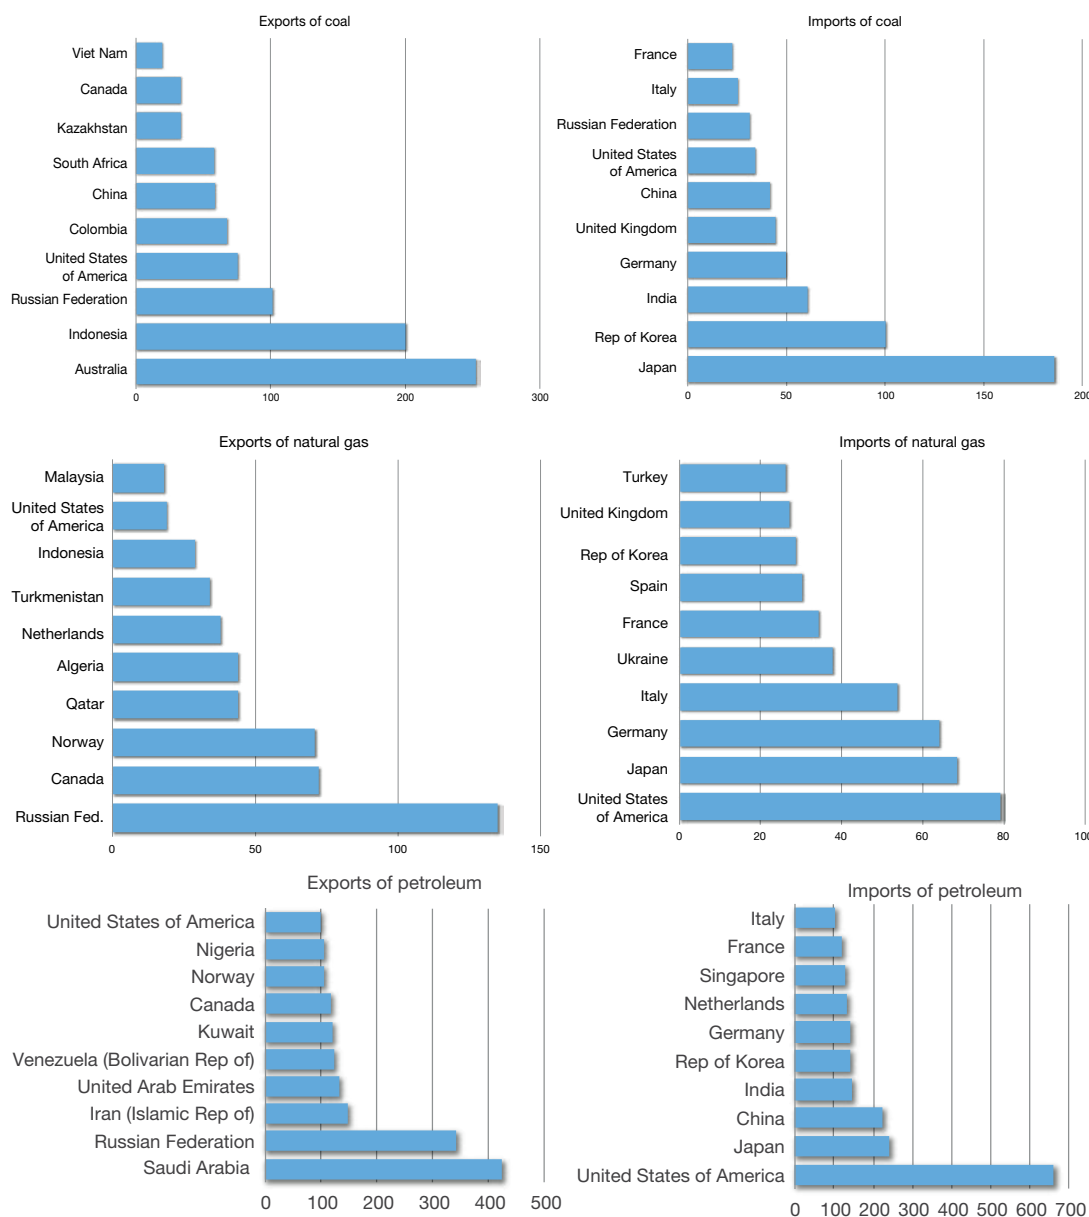 Exports of coal
Viet Nam
Canada
Kazakhstan
South Africa
China
Colombia
United States
of America
Russian Federation
Indonesia
Australia
0 100 200 300
Imports of coal
France
Italy
Russian Federation
United States
of America
China
United Kingdom
Germany
India
Rep of Korea
Japan
0 50 100 150 200
Exports of natural gas
Malaysia
United States
of America
Indonesia
Turkmenistan
Netherlands
Algeria
Qatar
Norway
Canada
Russian Fed.
0 50 100 150
Imports of natural gas
Turkey
United Kingdom
Rep of Korea
Spain
France
Ukraine
Italy
Germany
Japan
United States
of America
0 20 40 60 80 100
Exports of petroleum
United States of America
Nigeria
Norway
Canada
Kuwait
Venezuela (Bolivarian Rep of)
United Arab Emirates
Iran (Islamic Rep of)
Russian Federation
Saudi Arabia
0 100 200 300 400 500
Imports of petroleum
Italy
France
Singapore
Netherlands
Germany
Rep of Korea
India
China
Japan
United States of America
0 100 200 300 400 500 600 700